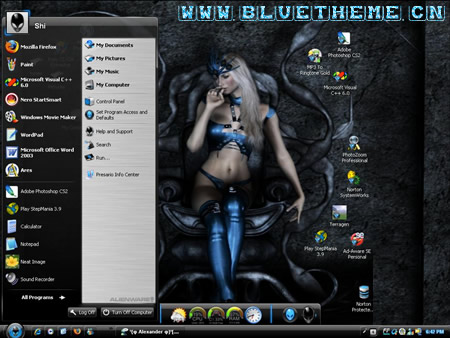 WWW.BLUETHEME.CN
Shi
Mozilla Firefox
Paint
Microsoft Visual C++ 6.0
Nero StartSmart
Windows Movie Maker
WordPad
Microsoft Office Word 2003
Ares
Adobe Photoshop CS2
Play StepMania 3.9
Calculator
Notepad
Neat Image
Sound Recorder
All Programs
My Documents
My Pictures
My Music
My Computer
Control Panel
Set Program Access and Defaults
Help and Support
Search
Run...
Presario Info Center
ALIENWARE
Log Off
Turn Off Computer
Adobe Photoshop CS2
MP3 To Ringtone Gold
Microsoft Visual C++ 6.0
PhotoZoom Professional
Norton SystemWorks
Terragen
Play StepMania 3.9
Ad-Aware SE Personal
Norton Protecte...
CPU
RAM
6:47 PM